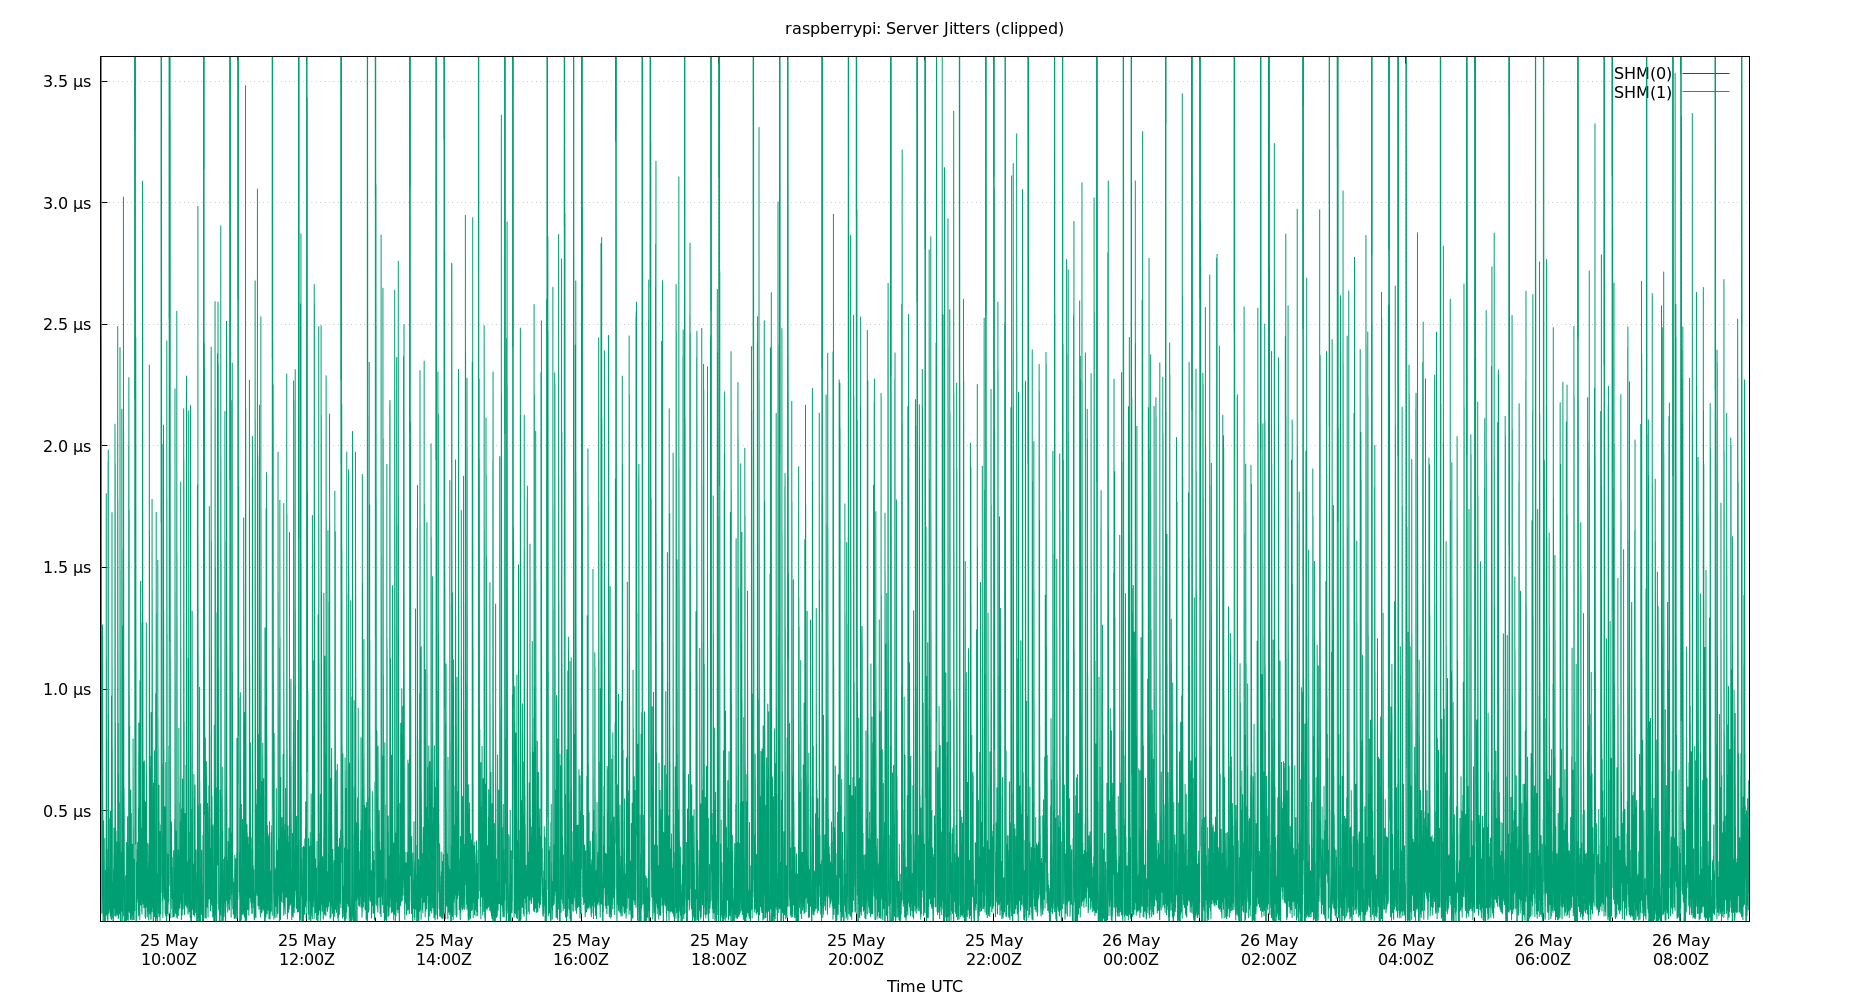 raspberrypi: Server Jitters (clipped)
SHM(0)
SHM(1)
3.5 µs
3.0 µs
2.5 µs
2.0 µs
1.5 µs
1.0 µs
0.5 µs
25 May 25 May 25 May 25 May 25 May 25 May 25 May 26 May 26 May 26 May 26 May 26 May
10:00Z 12:00Z 14:00Z 16:00Z 18:00Z 20:00Z 22:00Z 00:00Z 02:00Z 04:00Z 06:00Z 08:00Z
Time UTC